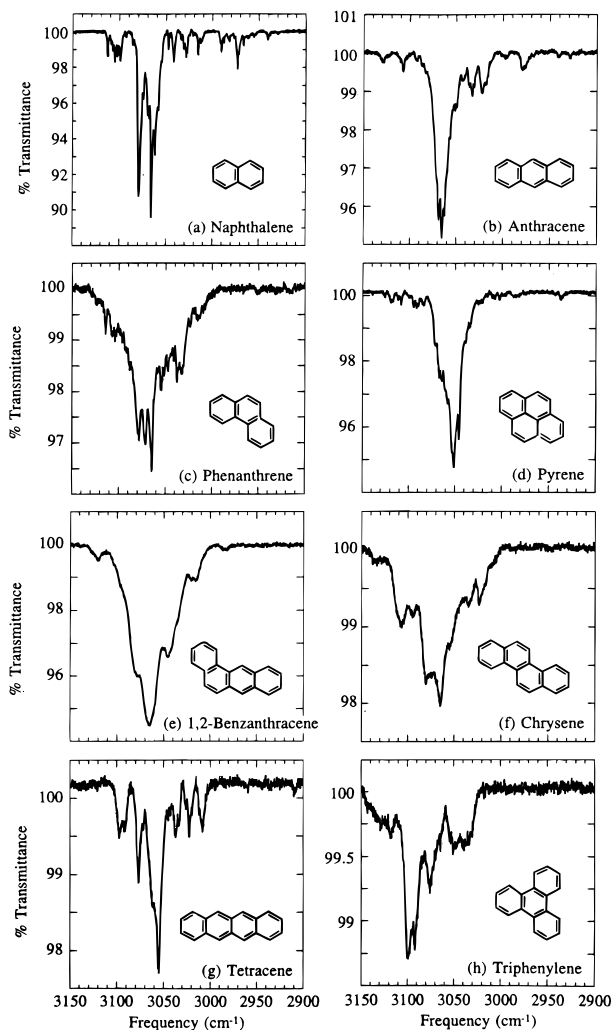 100
98
96
94
92
90
% Transmittance
(a) Naphthalene
101
100
99
98
97
96
95
% Transmittance
(b) Anthracene
100
99
98
97
% Transmittance
(c) Phenanthrene
100
98
96
% Transmittance
(d) Pyrene
100
98
96
% Transmittance
(e) 1,2-Benzanthracene
100
99
98
(f) Chrysene
100
99
98
% Transmittance
(g) Tetracene
3150 3100 3050 3000 2950 2900
Frequency (cm⁻¹)
100
99.5
99
(h) Triphenylene
3150 3100 3050 3000 2950 2900
Frequency (cm⁻¹)